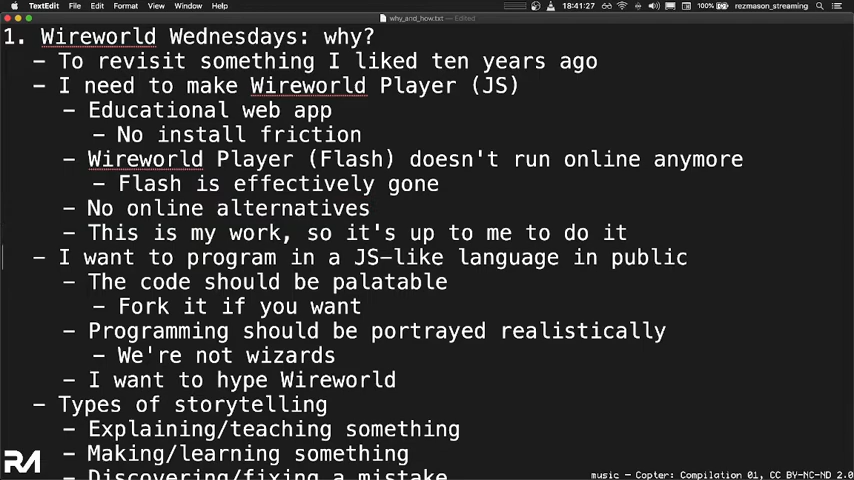 TextEdit File Edit Format View Window Help 18:41:27 100% rezmason_streaming
why_and_how.txt — Edited
1. Wireworld Wednesdays: why?
– To revisit something I liked ten years ago
– I need to make Wireworld Player (JS)
– Educational web app
– No install friction
– Wireworld Player (Flash) doesn't run online anymore
– Flash is effectively gone
– No online alternatives
– This is my work, so it's up to me to do it
– I want to program in a JS-like language in public
– The code should be palatable
– Fork it if you want
– Programming should be portrayed realistically
– We're not wizards
– I want to hype Wireworld
– Types of storytelling
– Explaining/teaching something
– Making/learning something
– Discovering/fixing a mistake
RM
music – Copter: Compilation 01, CC BY-NC-ND 2.0